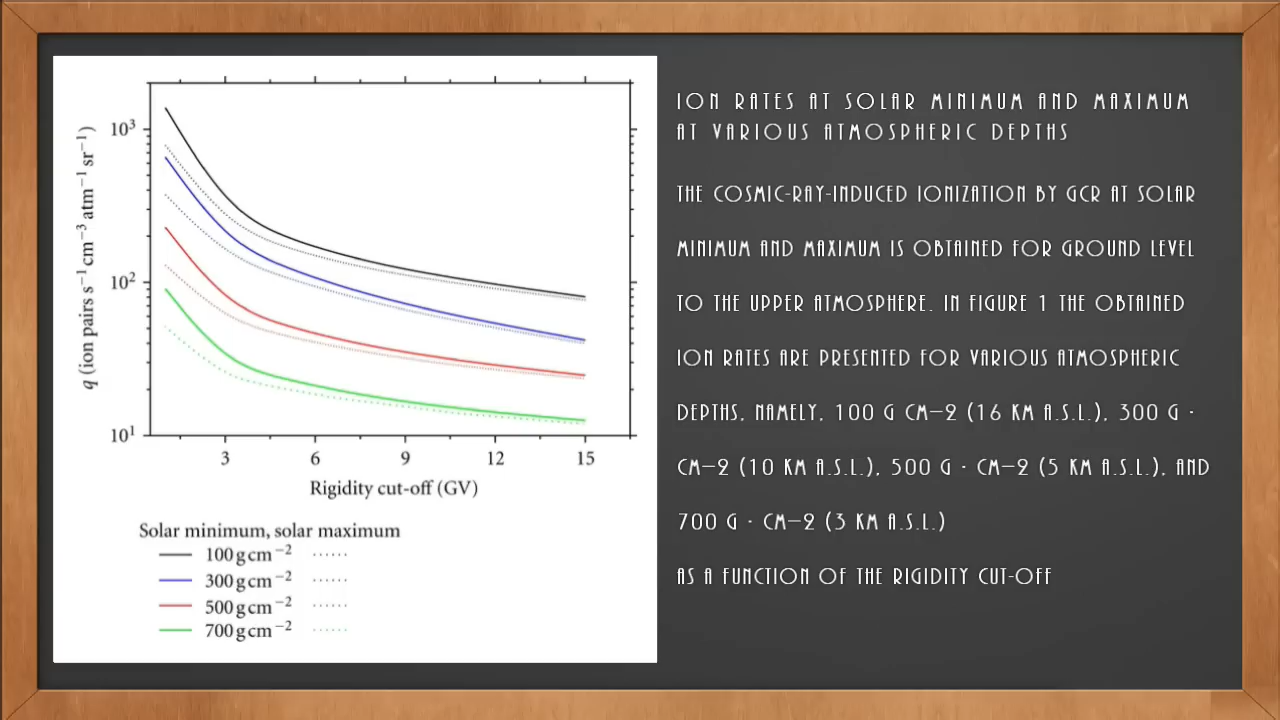 10³
10²
10¹
q (ion pairs s⁻¹ cm⁻³ atm⁻¹ sr⁻¹)
3 6 9 12 15
Rigidity cut-off (GV)
Solar minimum, solar maximum
100 g cm⁻²
300 g cm⁻²
500 g cm⁻²
700 g cm⁻²
ION RATES AT SOLAR MINIMUM AND MAXIMUM
AT VARIOUS ATMOSPHERIC DEPTHS
THE COSMIC-RAY-INDUCED IONIZATION BY GCR AT SOLAR
MINIMUM AND MAXIMUM IS OBTAINED FOR GROUND LEVEL
TO THE UPPER ATMOSPHERE. IN FIGURE 1 THE OBTAINED
ION RATES ARE PRESENTED FOR VARIOUS ATMOSPHERIC
DEPTHS, NAMELY, 100 G CM−2 (16 KM A.S.L.), 300 G ·
CM−2 (10 KM A.S.L.), 500 G · CM−2 (5 KM A.S.L.), AND
700 G · CM−2 (3 KM A.S.L.)
AS A FUNCTION OF THE RIGIDITY CUT-OFF